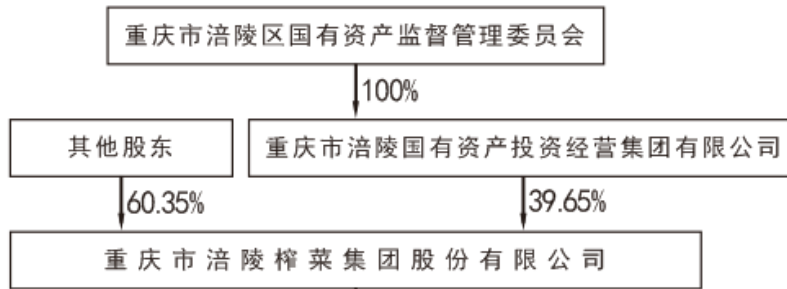 重庆市涪陵区国有资产监督管理委员会
100%
其他股东
重庆市涪陵国有资产投资经营集团有限公司
60.35%
39.65%
重庆市涪陵榨菜集团股份有限公司